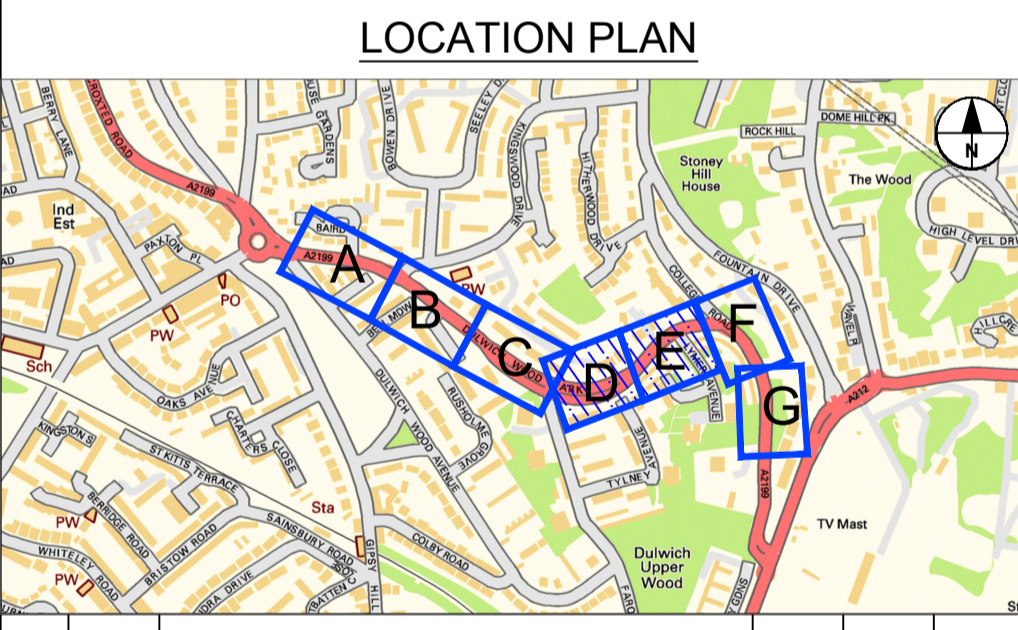 LOCATION PLAN
BERRY LANE
CROXTED ROAD
A2199
GARDENS
BOWEN DRIVE
SEELEY D
KINGSWOOD DRIVE
HITHERWOOD DRIVE
ROCK HILL
DOME HILL PK
N
Stoney
Hill
House
The Wood
HIGH LEVEL DRI
Ind
Est
PAXTON PL
PO
PW
BAIRD
A2199
A
B
PW
C
D
E
F
G
COLLEGE ROAD
FOUNTAIN DRIVE
DULWICH WOOD
AVENUE
Sch
OAKS AVENUE
CHARTERS CLOSE
KINGSTON S
ST KITTS TERRACE
DULWICH WOOD AVENUE
RUSHOLME GROVE
TYLNEY AVENUE
A2199
A212
TV Mast
Sta
PW
BERRIDGE ROAD
BRISTOW ROAD
SAINSBURY ROAD
COLBY ROAD
GIPSY HILL
WHITELEY ROAD
PW
Dulwich
Upper
Wood
Y GDNS